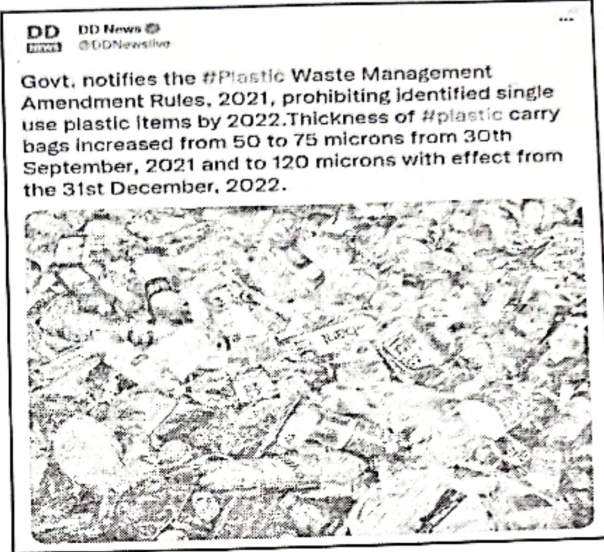 DD
NEWS
DD News
@DDNewslive
...
Govt. notifies the #Plastic Waste Management
Amendment Rules, 2021, prohibiting identified single
use plastic items by 2022.Thickness of #plastic carry
bags increased from 50 to 75 microns from 30th
September, 2021 and to 120 microns with effect from
the 31st December, 2022.